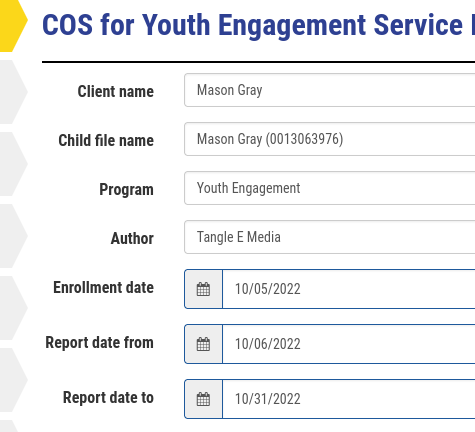 COS for Youth Engagement Service
Client name Mason Gray
Child file name Mason Gray (0013063976)
Program Youth Engagement
Author Tangle E Media
Enrollment date 10/05/2022
Report date from 10/06/2022
Report date to 10/31/2022